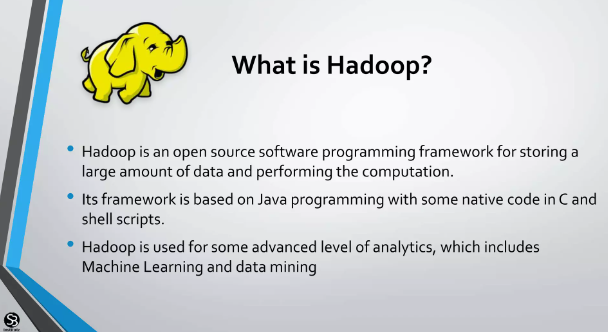 What is Hadoop?
Hadoop is an open source software programming framework for storing a
large amount of data and performing the computation.
Its framework is based on Java programming with some native code in C and
shell scripts.
Hadoop is used for some advanced level of analytics, which includes
Machine Learning and data mining